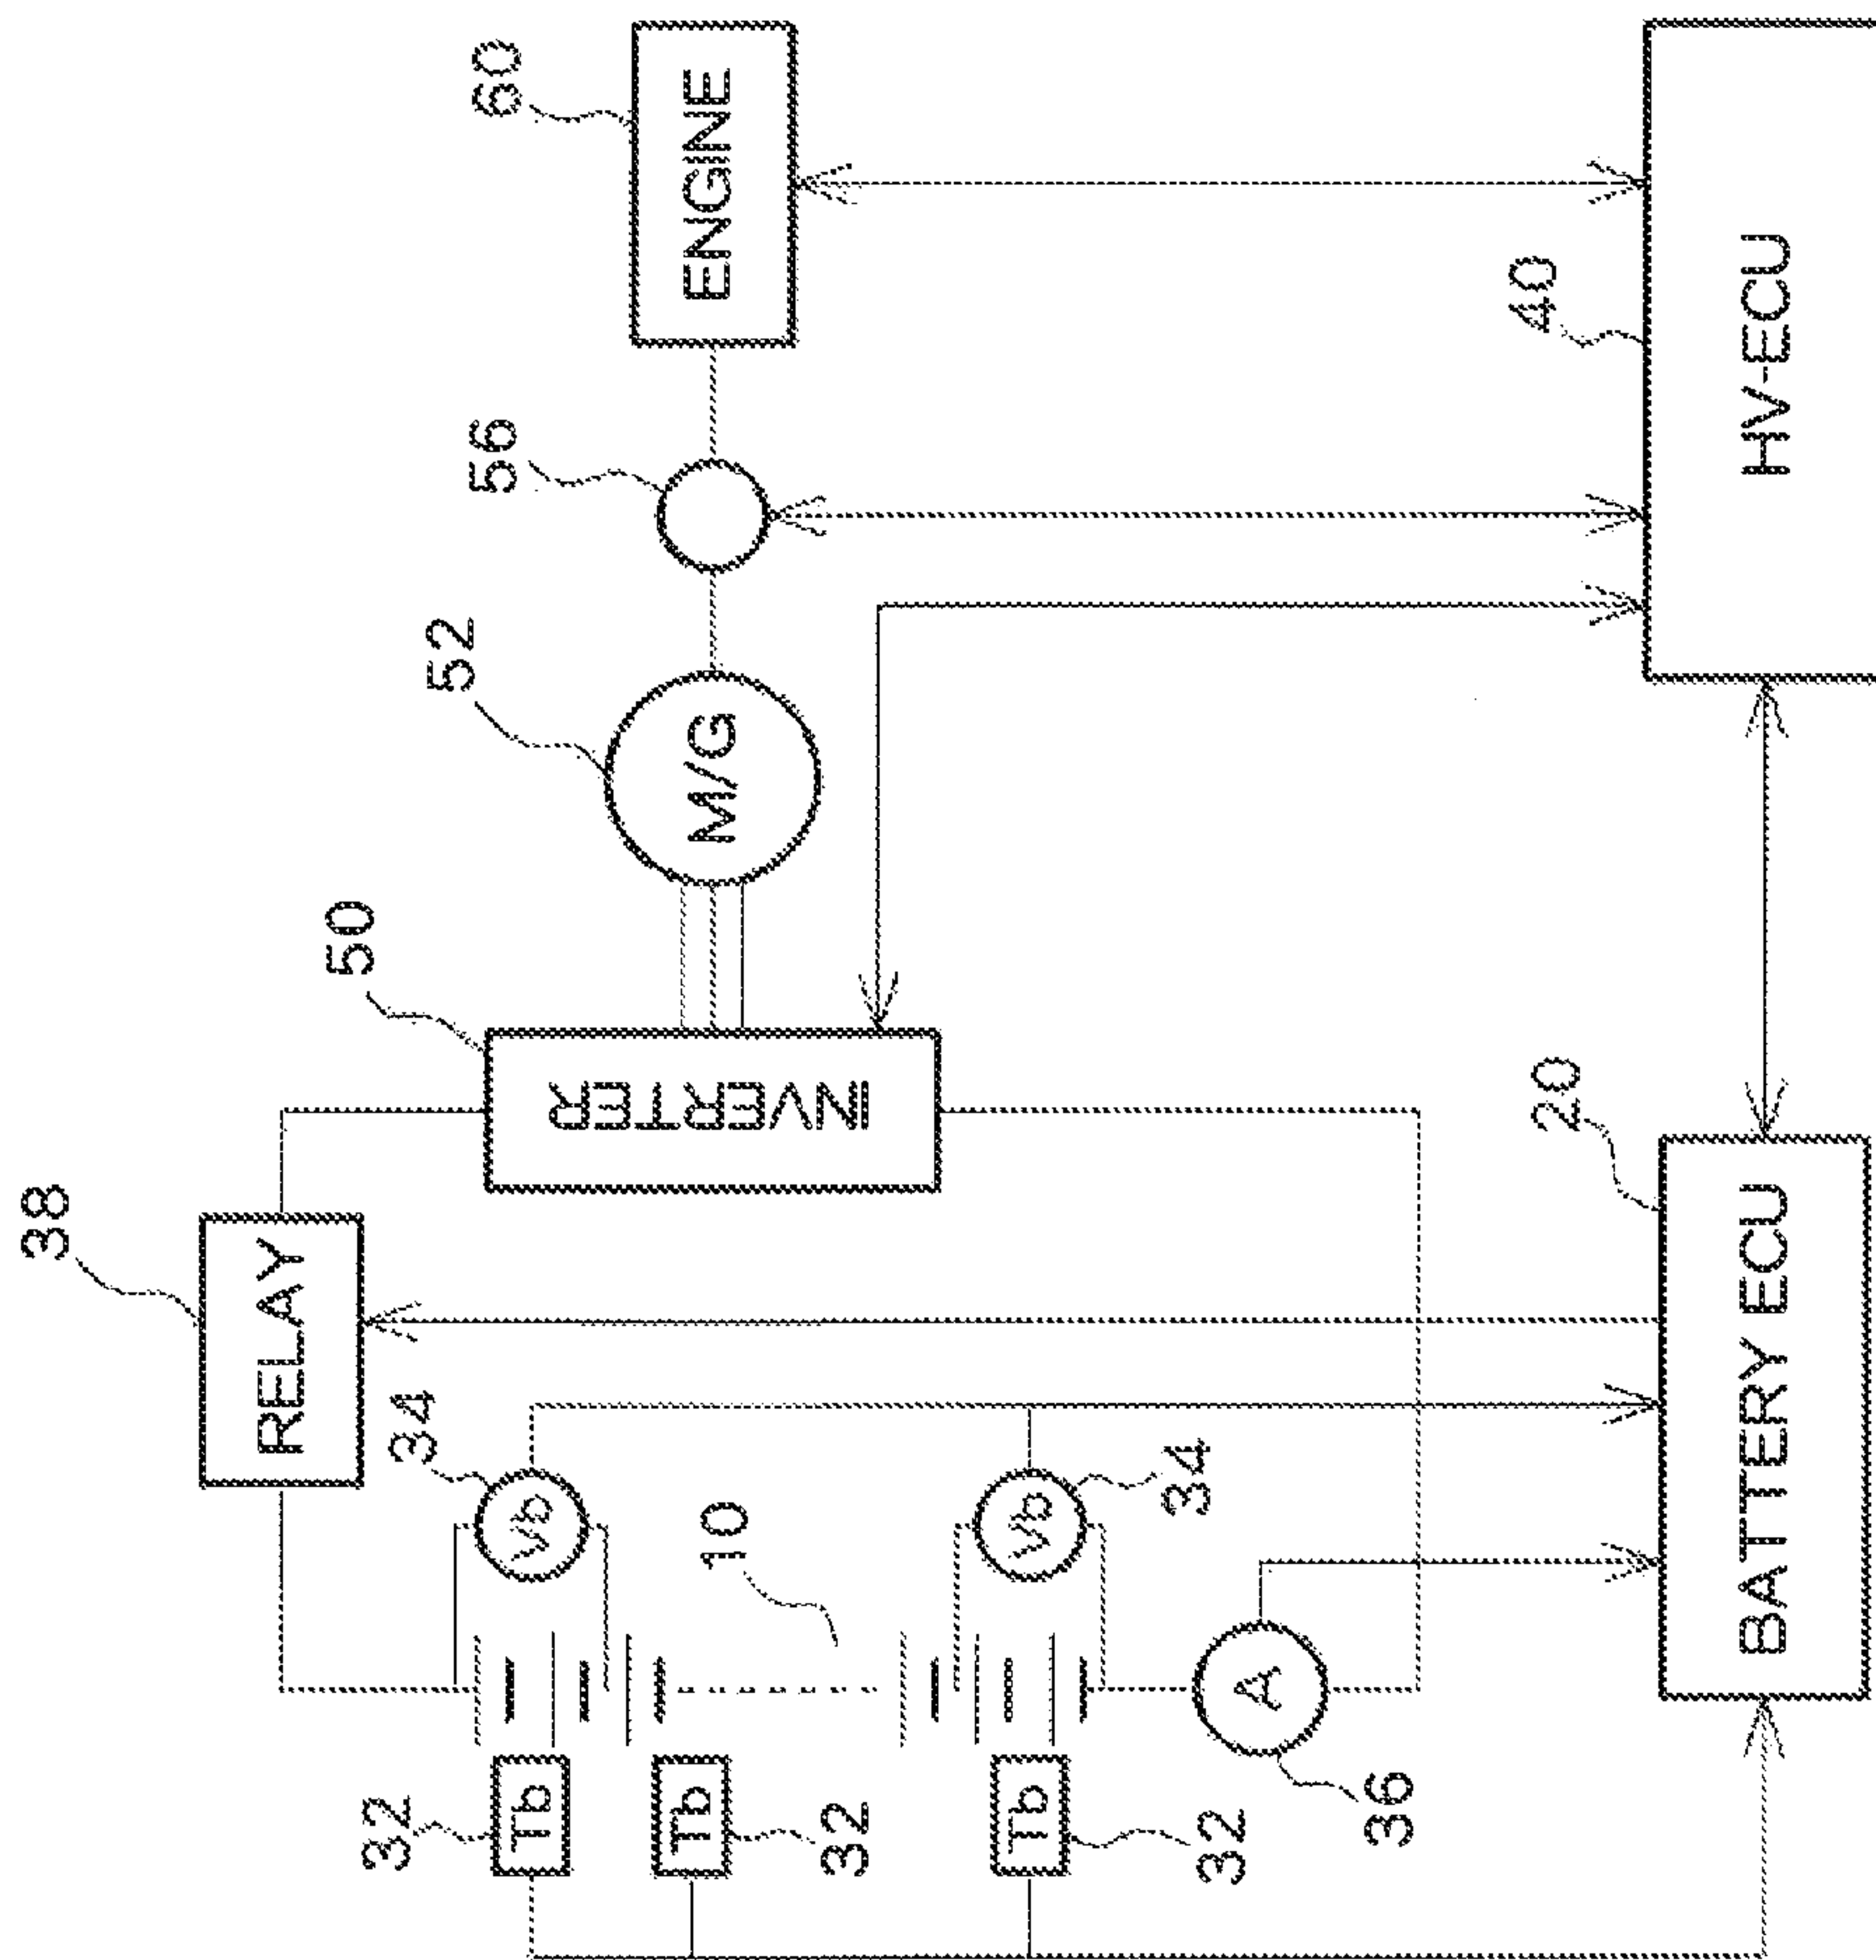 38
RELAY
50
INVERTER
52
M/G
56
60
ENGINE
34
Vb
32
Tb
10
Tb
32
34
Vb
Tb
32
A
36
20
BATTERY ECU
40
HV-ECU